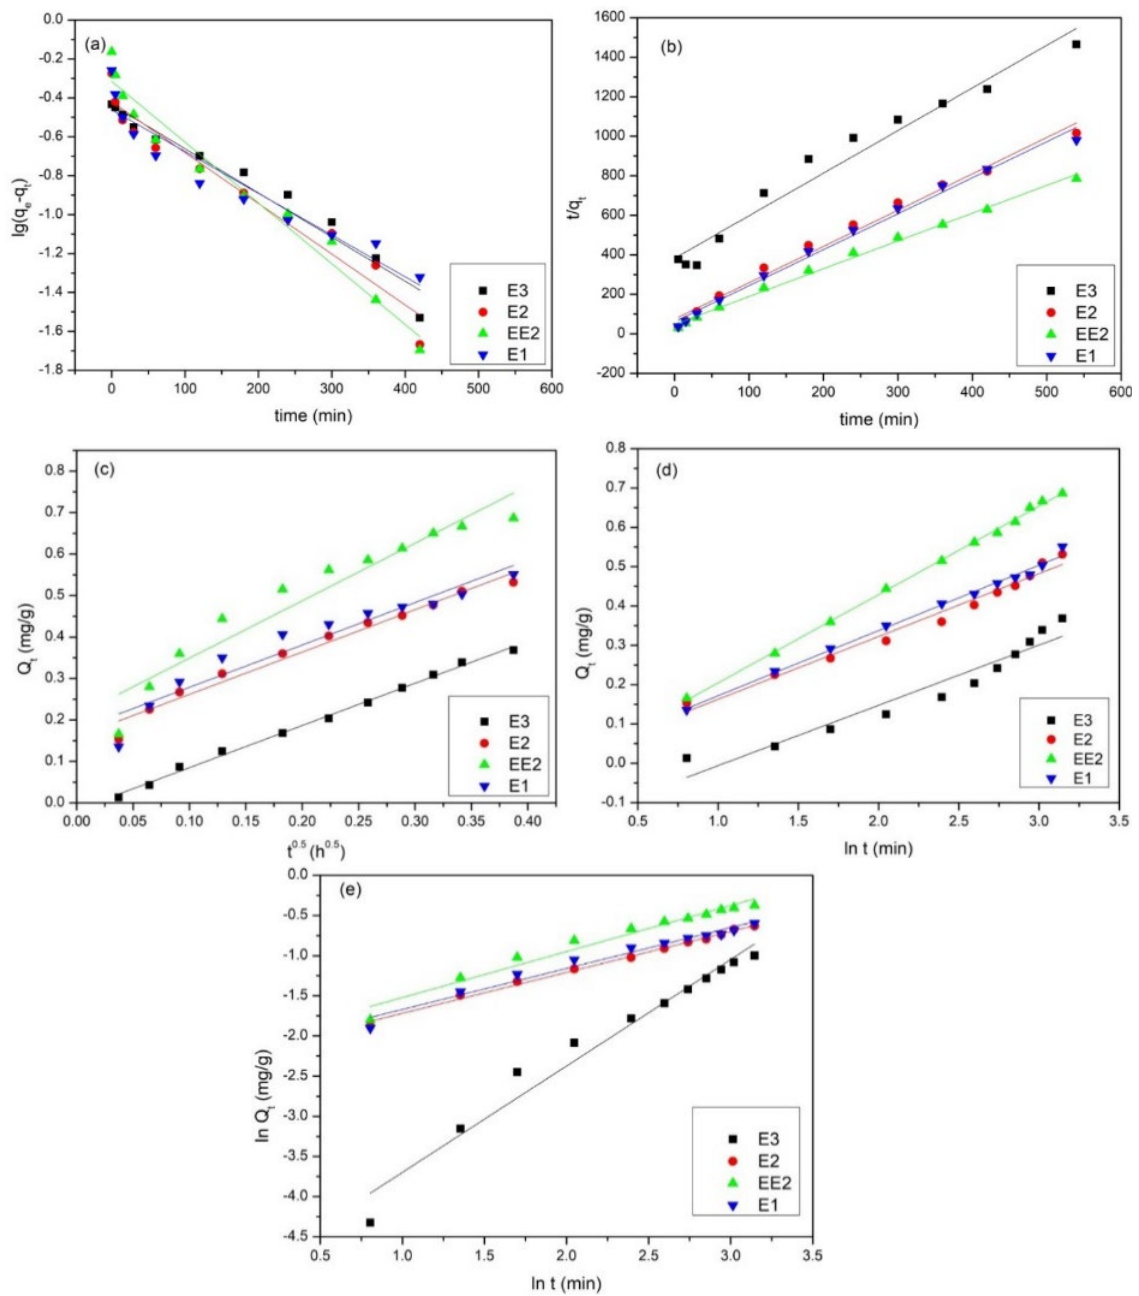 (a)
lg(qe-qt)
0.0
-0.2
-0.4
-0.6
-0.8
-1.0
-1.2
-1.4
-1.6
-1.8
0 100 200 300 400 500 600
time (min)
E3
E2
EE2
E1
(b)
t/qt
1600
1400
1200
1000
800
600
400
200
0
-200
0 100 200 300 400 500 600
time (min)
E3
E2
EE2
E1
(c)
Qt (mg/g)
0.8
0.7
0.6
0.5
0.4
0.3
0.2
0.1
0.0
0.00 0.05 0.10 0.15 0.20 0.25 0.30 0.35 0.40
t0.5 (h0.5)
E3
E2
EE2
E1
(d)
Qt (mg/g)
0.8
0.7
0.6
0.5
0.4
0.3
0.2
0.1
0.0
-0.1
0.5 1.0 1.5 2.0 2.5 3.0 3.5
ln t (min)
E3
E2
EE2
E1
(e)
ln Qt (mg/g)
0.0
-0.5
-1.0
-1.5
-2.0
-2.5
-3.0
-3.5
-4.0
-4.5
0.5 1.0 1.5 2.0 2.5 3.0 3.5
ln t (min)
E3
E2
EE2
E1